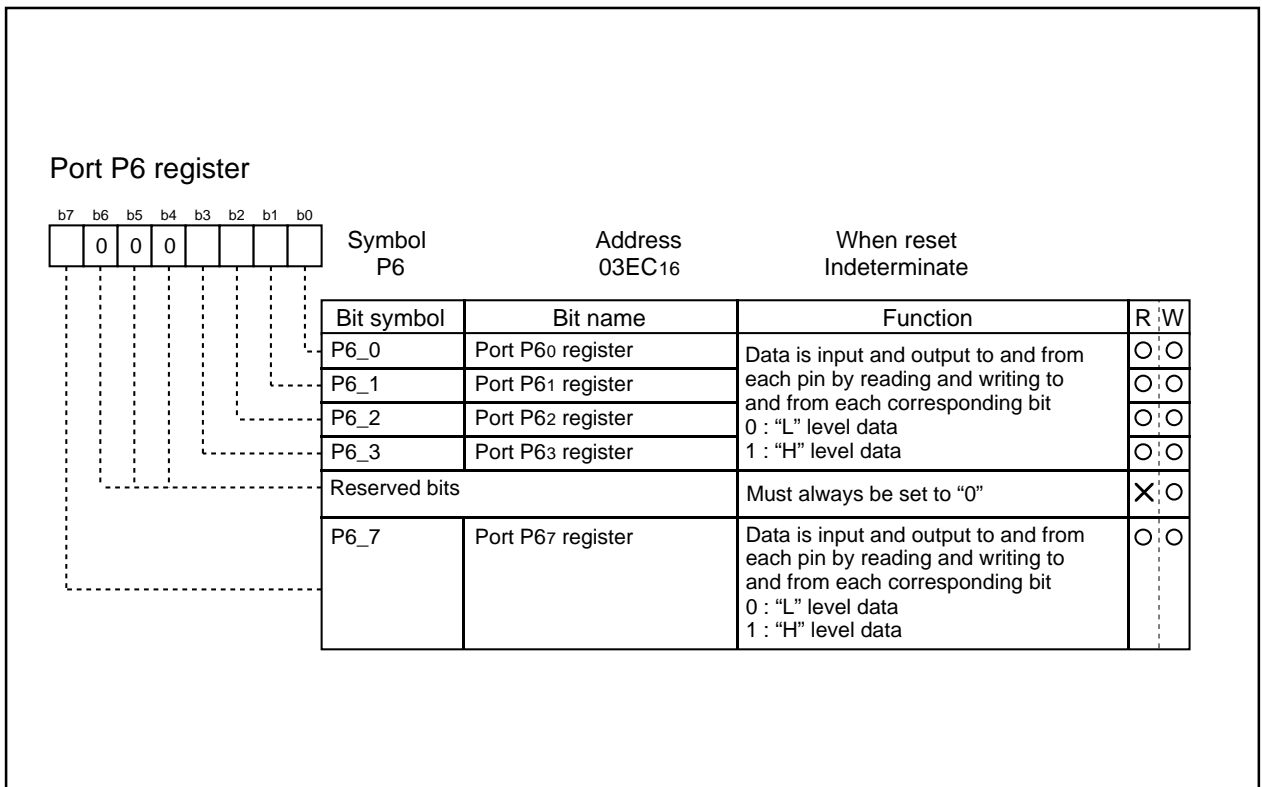 Port P6 register
b7 b6 b5 b4 b3 b2 b1 b0
0 0 0
Symbol Address When reset
P6 03EC16 Indeterminate
Bit symbol Bit name Function R W
P6_0 Port P60 register
P6_1 Port P61 register
P6_2 Port P62 register
P6_3 Port P63 register
Data is input and output to and from
each pin by reading and writing to
and from each corresponding bit
0 : “L” level data
1 : “H” level data
Reserved bits Must always be set to “0”
P6_7 Port P67 register
Data is input and output to and from
each pin by reading and writing to
and from each corresponding bit
0 : “L” level data
1 : “H” level data